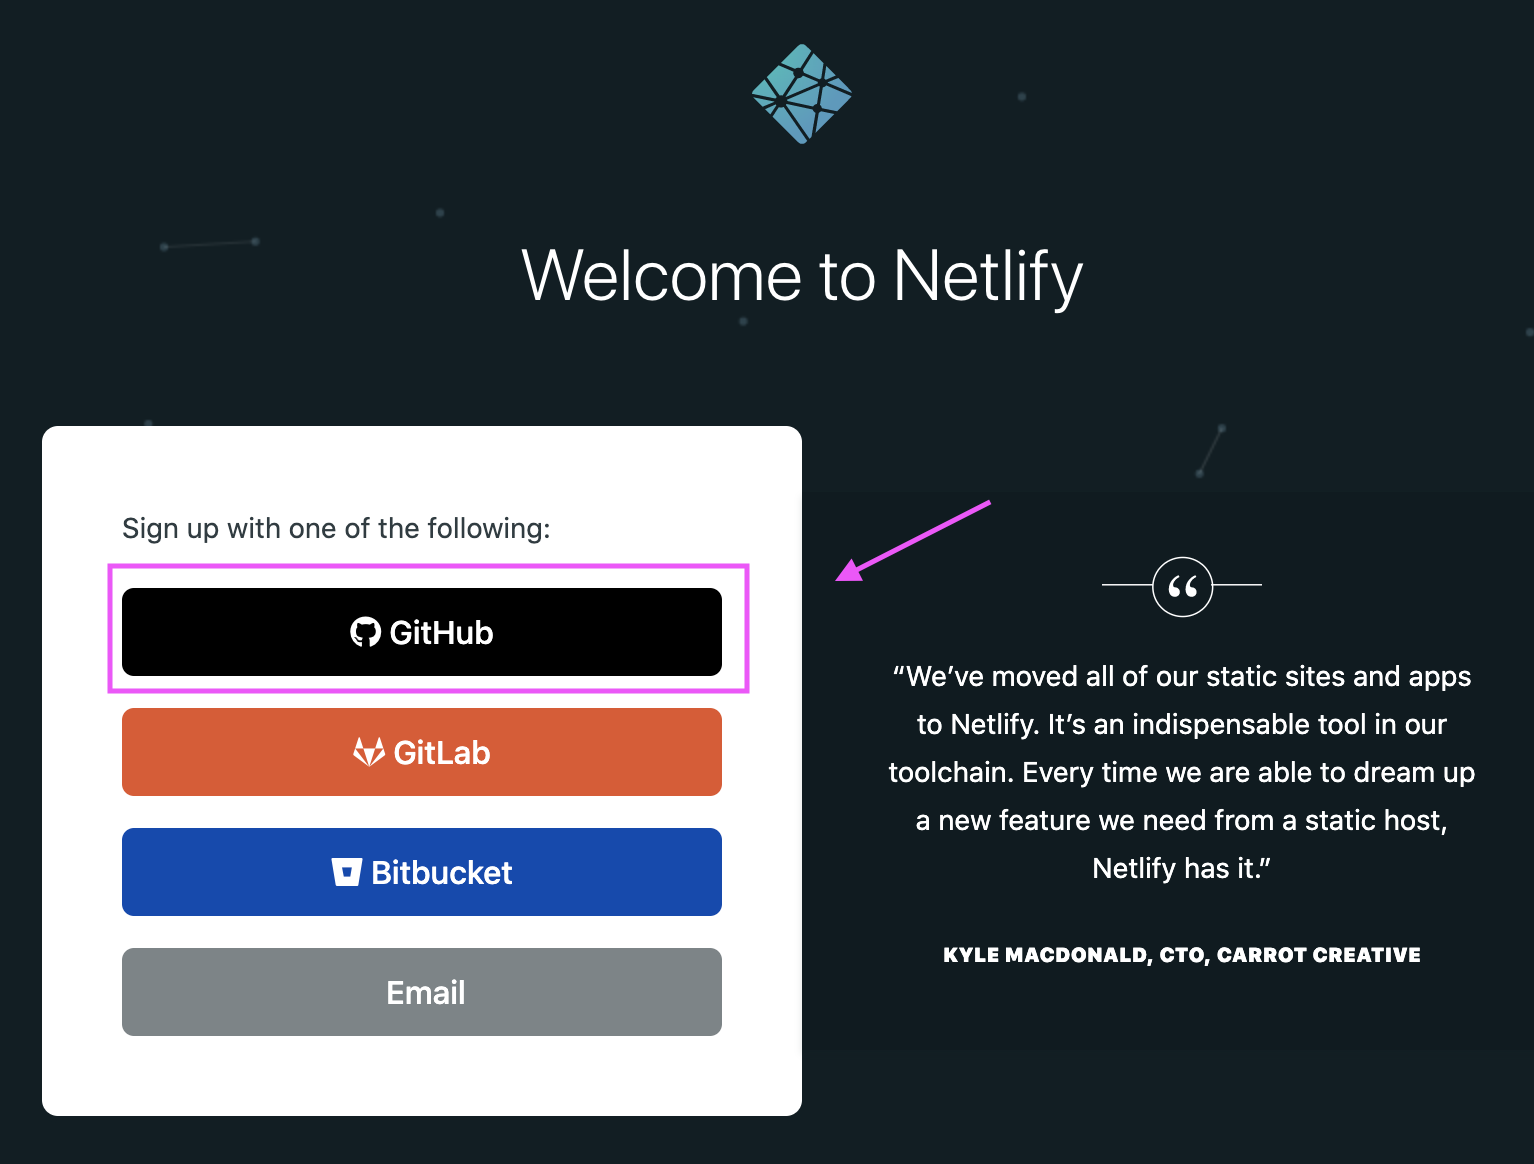 Welcome to Netlify
Sign up with one of the following:
GitHub
GitLab
Bitbucket
Email
“We’ve moved all of our static sites and apps
to Netlify. It’s an indispensable tool in our
toolchain. Every time we are able to dream up
a new feature we need from a static host,
Netlify has it.”
KYLE MACDONALD, CTO, CARROT CREATIVE